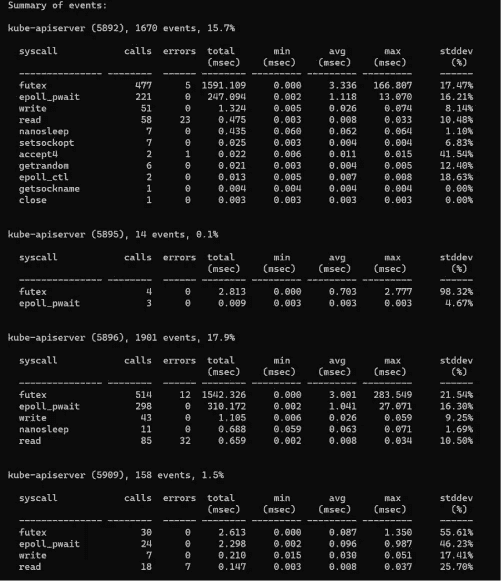 Summary of events:
kube-apiserver (5892), 1670 events, 15.7%
syscall calls errors total min avg max stddev
(msec) (msec) (msec) (msec) (%)
--------------- -------- ------ -------- --------- --------- --------- ------
futex 477 5 1591.109 0.000 3.336 166.807 17.47%
epoll_pwait 221 0 247.094 0.002 1.118 13.070 16.21%
write 51 0 1.324 0.005 0.026 0.074 8.14%
read 58 23 0.475 0.003 0.008 0.033 10.48%
nanosleep 7 0 0.435 0.060 0.062 0.064 1.10%
setsockopt 7 0 0.025 0.003 0.004 0.004 6.83%
accept4 2 1 0.022 0.006 0.011 0.015 41.54%
getrandom 6 0 0.021 0.003 0.004 0.005 12.40%
epoll_ctl 2 0 0.013 0.005 0.007 0.008 18.63%
getsockname 1 0 0.004 0.004 0.004 0.004 0.00%
close 1 0 0.003 0.003 0.003 0.003 0.00%
kube-apiserver (5895), 14 events, 0.1%
syscall calls errors total min avg max stddev
(msec) (msec) (msec) (msec) (%)
--------------- -------- ------ -------- --------- --------- --------- ------
futex 4 0 2.813 0.000 0.703 2.777 98.32%
epoll_pwait 3 0 0.009 0.003 0.003 0.003 4.67%
kube-apiserver (5896), 1901 events, 17.9%
syscall calls errors total min avg max stddev
(msec) (msec) (msec) (msec) (%)
--------------- -------- ------ -------- --------- --------- --------- ------
futex 514 12 1542.326 0.000 3.001 283.549 21.54%
epoll_pwait 298 0 310.172 0.002 1.041 27.071 16.30%
write 43 0 1.105 0.006 0.026 0.059 9.25%
nanosleep 11 0 0.688 0.059 0.063 0.071 1.69%
read 85 32 0.659 0.002 0.008 0.034 10.50%
kube-apiserver (5909), 158 events, 1.5%
syscall calls errors total min avg max stddev
(msec) (msec) (msec) (msec) (%)
--------------- -------- ------ -------- --------- --------- --------- ------
futex 30 0 2.613 0.000 0.087 1.350 55.61%
epoll_pwait 24 0 2.298 0.002 0.096 0.987 46.23%
write 7 0 0.210 0.015 0.030 0.051 17.41%
read 18 7 0.147 0.003 0.008 0.037 25.70%